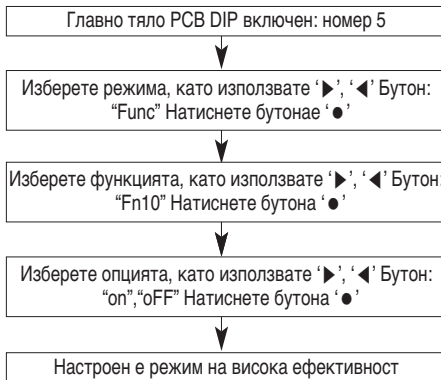 Главно тяло PCB DIP включен: номер 5
Изберете режима, като използвате ‘▶’, ‘◀’ Бутон:
“Func” Натиснете бутонае ‘●’
Изберете функцията, като използвате ‘▶’, ‘◀’ Бутон:
“Fn10” Натиснете бутона ‘●’
Изберете опцията, като използвате ‘▶’, ‘◀’ Бутон:
“on”,“oFF” Натиснете бутона ‘●’
Настроен е режим на висока ефективност